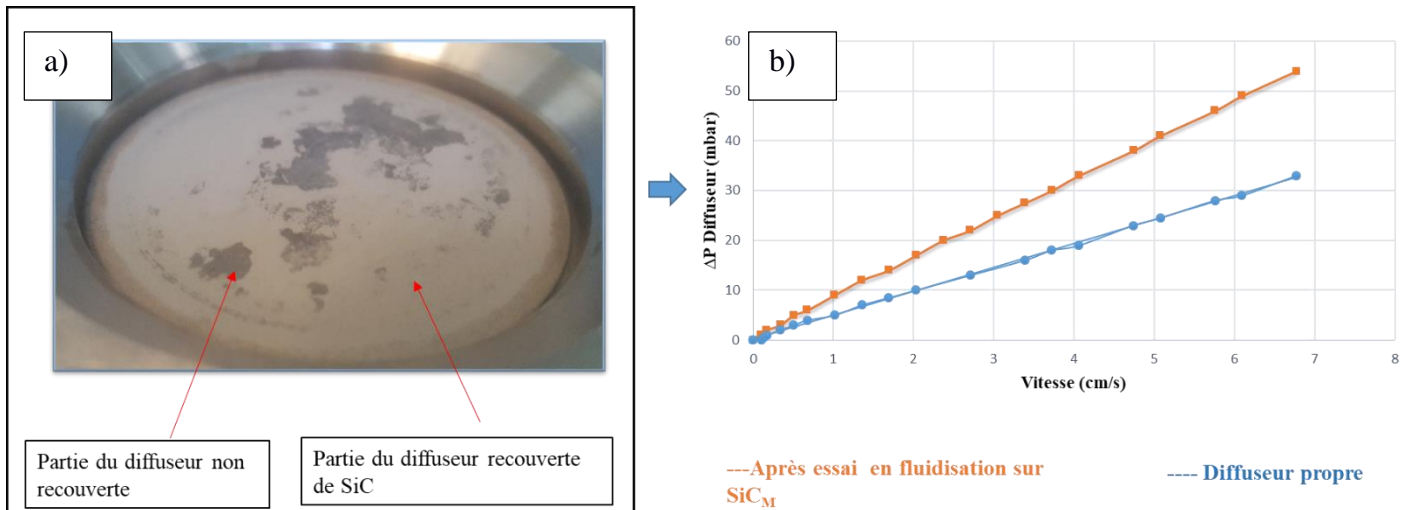 a)
Partie du diffuseur non
recouverte
Partie du diffuseur recouverte
de SiC
b)
60
50
40
30
20
10
0
ΔP Diffuseur (mbar)
0 1 2 3 4 5 6 7 8
Vitesse (cm/s)
---Après essai en fluidisation sur
SiC_M
---- Diffuseur propre